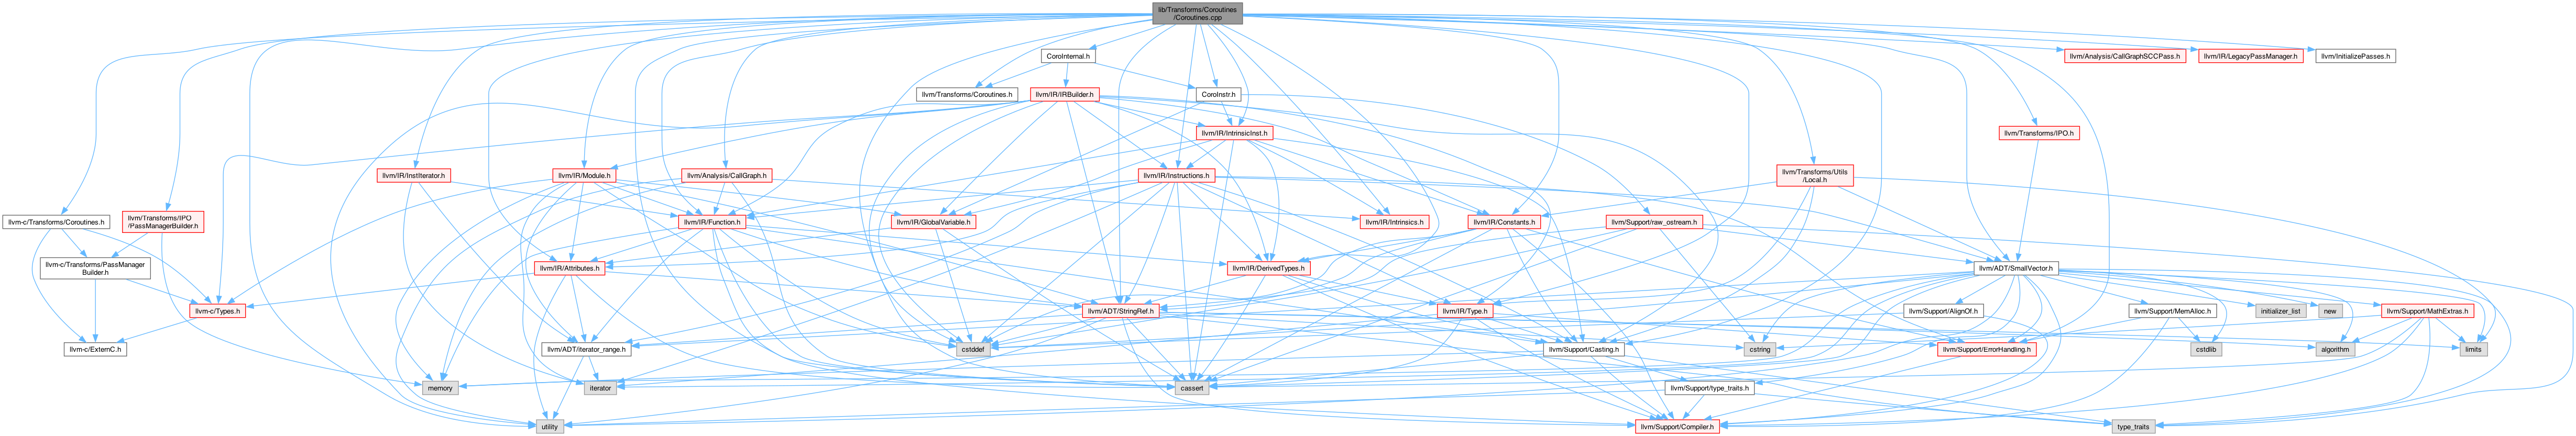 lib/Transforms/Coroutines
/Coroutines.cpp
CoroInternal.h
llvm/Analysis/CallGraphSCCPass.h
llvm/IR/LegacyPassManager.h
llvm/InitializePasses.h
llvm/Transforms/Coroutines.h
llvm/IR/IRBuilder.h
CoroInstr.h
llvm/IR/IntrinsicInst.h
llvm/Transforms/IPO.h
llvm/IR/InstIterator.h
llvm/IR/Module.h
llvm/Analysis/CallGraph.h
llvm/IR/Instructions.h
llvm/Transforms/Utils
/Local.h
llvm-c/Transforms/Coroutines.h
llvm/Transforms/IPO
/PassManagerBuilder.h
llvm/IR/Function.h
llvm/IR/GlobalVariable.h
llvm/IR/Intrinsics.h
llvm/IR/Constants.h
llvm/Support/raw_ostream.h
llvm-c/Transforms/PassManager
Builder.h
llvm/IR/Attributes.h
llvm/IR/DerivedTypes.h
llvm/ADT/SmallVector.h
llvm-c/Types.h
llvm/ADT/StringRef.h
llvm/IR/Type.h
llvm/Support/AlignOf.h
llvm/Support/MemAlloc.h
initializer_list
new
llvm/Support/MathExtras.h
llvm-c/ExternC.h
llvm/ADT/iterator_range.h
cstddef
llvm/Support/Casting.h
cstring
llvm/Support/ErrorHandling.h
cstdlib
algorithm
limits
memory
iterator
cassert
llvm/Support/type_traits.h
utility
llvm/Support/Compiler.h
type_traits